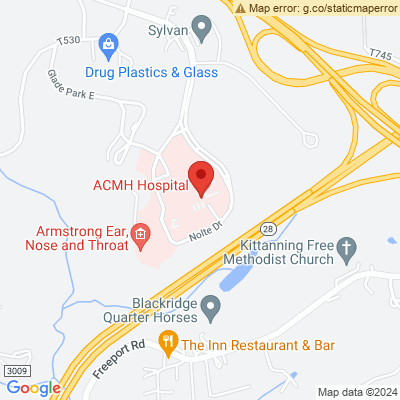 Map error: g.co/staticmaperror
Sylvan
T530
T745
Drug Plastics & Glass
Glade Park E
ACMH Hospital
Armstrong Ear,
Nose and Throat
Nolte Dr
28
Kittanning Free
Methodist Church
Blackridge
Quarter Horses
The Inn Restaurant & Bar
Freeport Rd
3009
Google
Map data ©2024